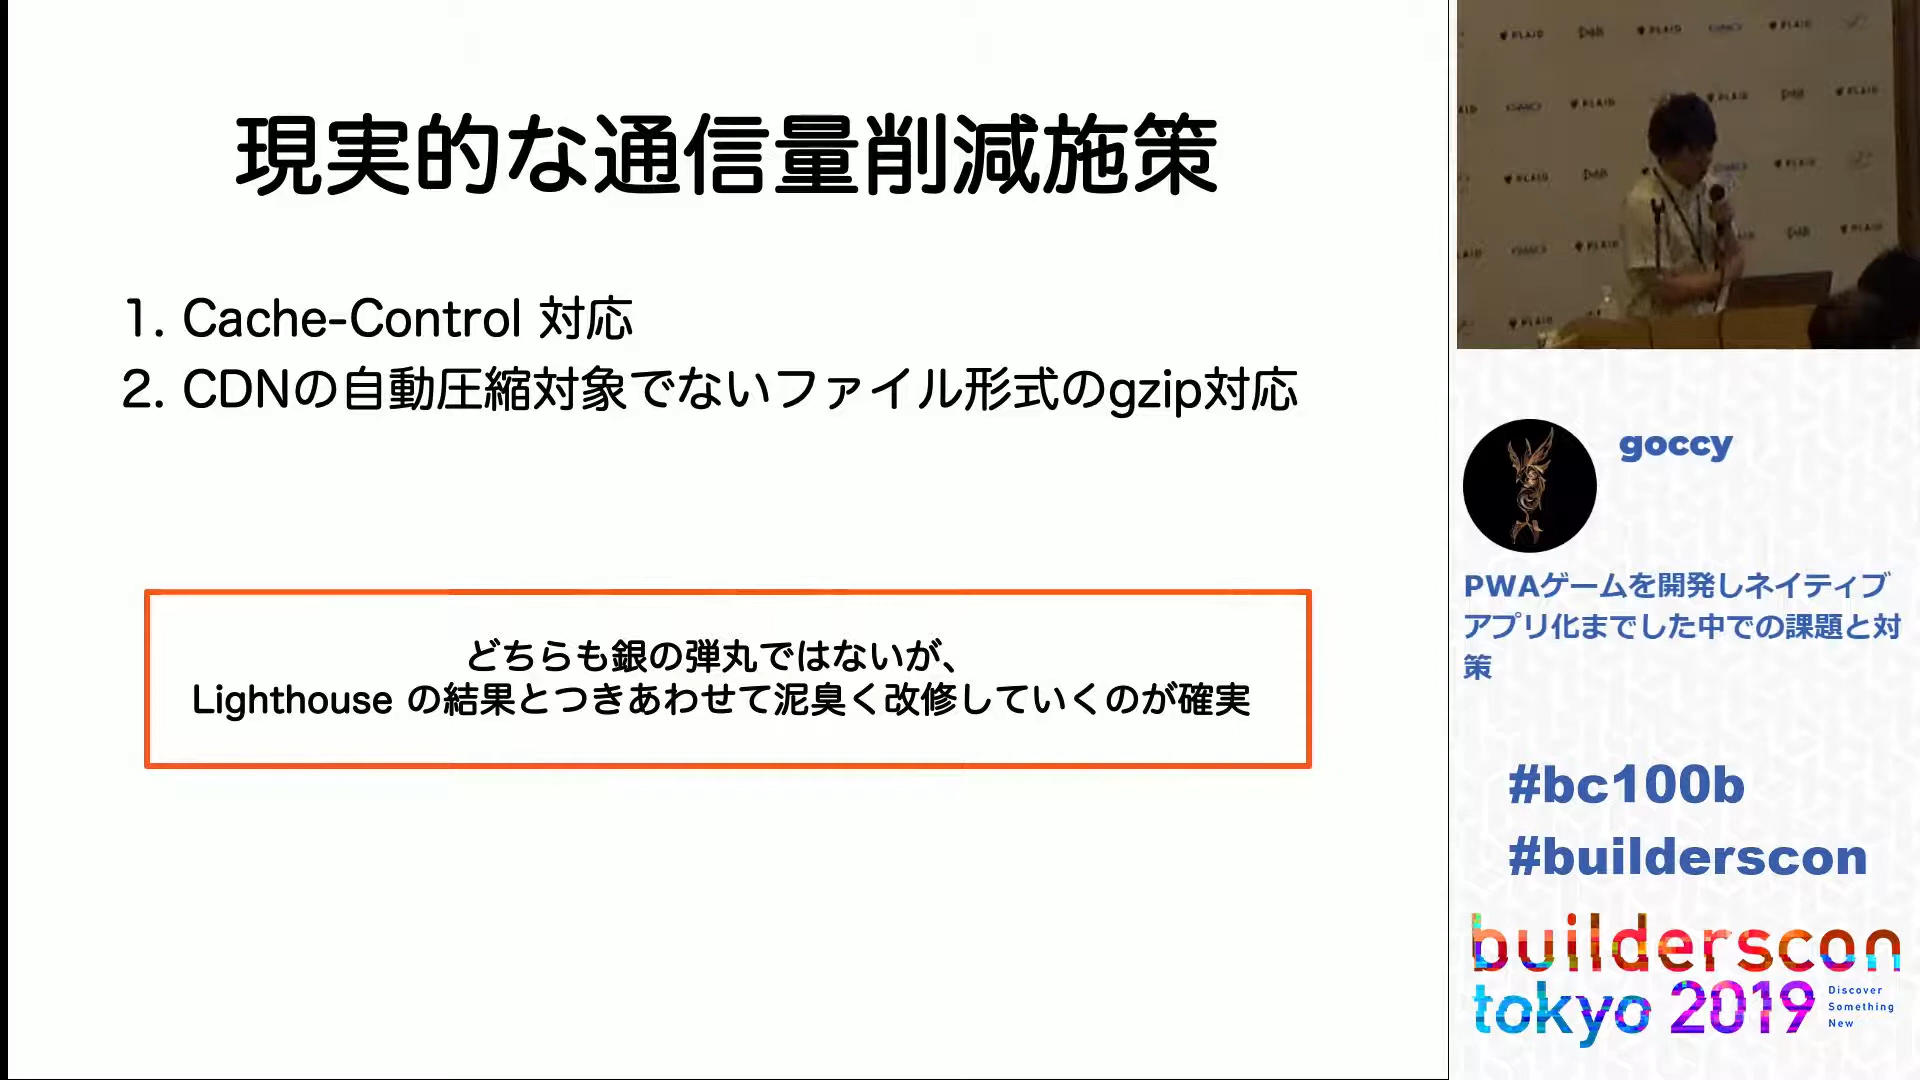 現実的な通信量削減施策
1. Cache-Control 対応
2. CDNの自動圧縮対象でないファイル形式のgzip対応
どちらも銀の弾丸ではないが、
Lighthouse の結果とつきあわせて泥臭く改修していくのが確実
goccy
PWAゲームを開発しネイティブ
アプリ化までした中での課題と対
策
#bc100b
#builderscon
builderscon
tokyo 2019
Discover
Something
New